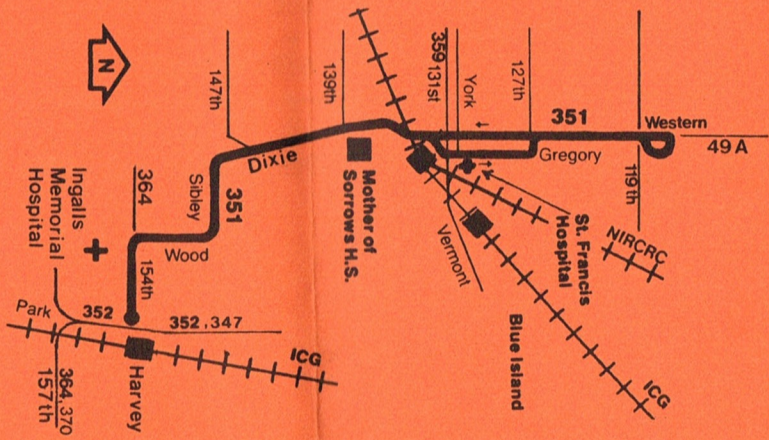 N
Western
49 A
119th
351
Gregory
127th
York
359
131st
St. Francis
Hospital
NIRCRC
Vermont
Blue Island
ICG
139th
Mother of
Sorrows H.S.
Dixie
147th
351
Sibley
Wood
364
154th
Ingalls
Memorial
Hospital
Park
352
352,347
ICG
Harvey
364,370
157th